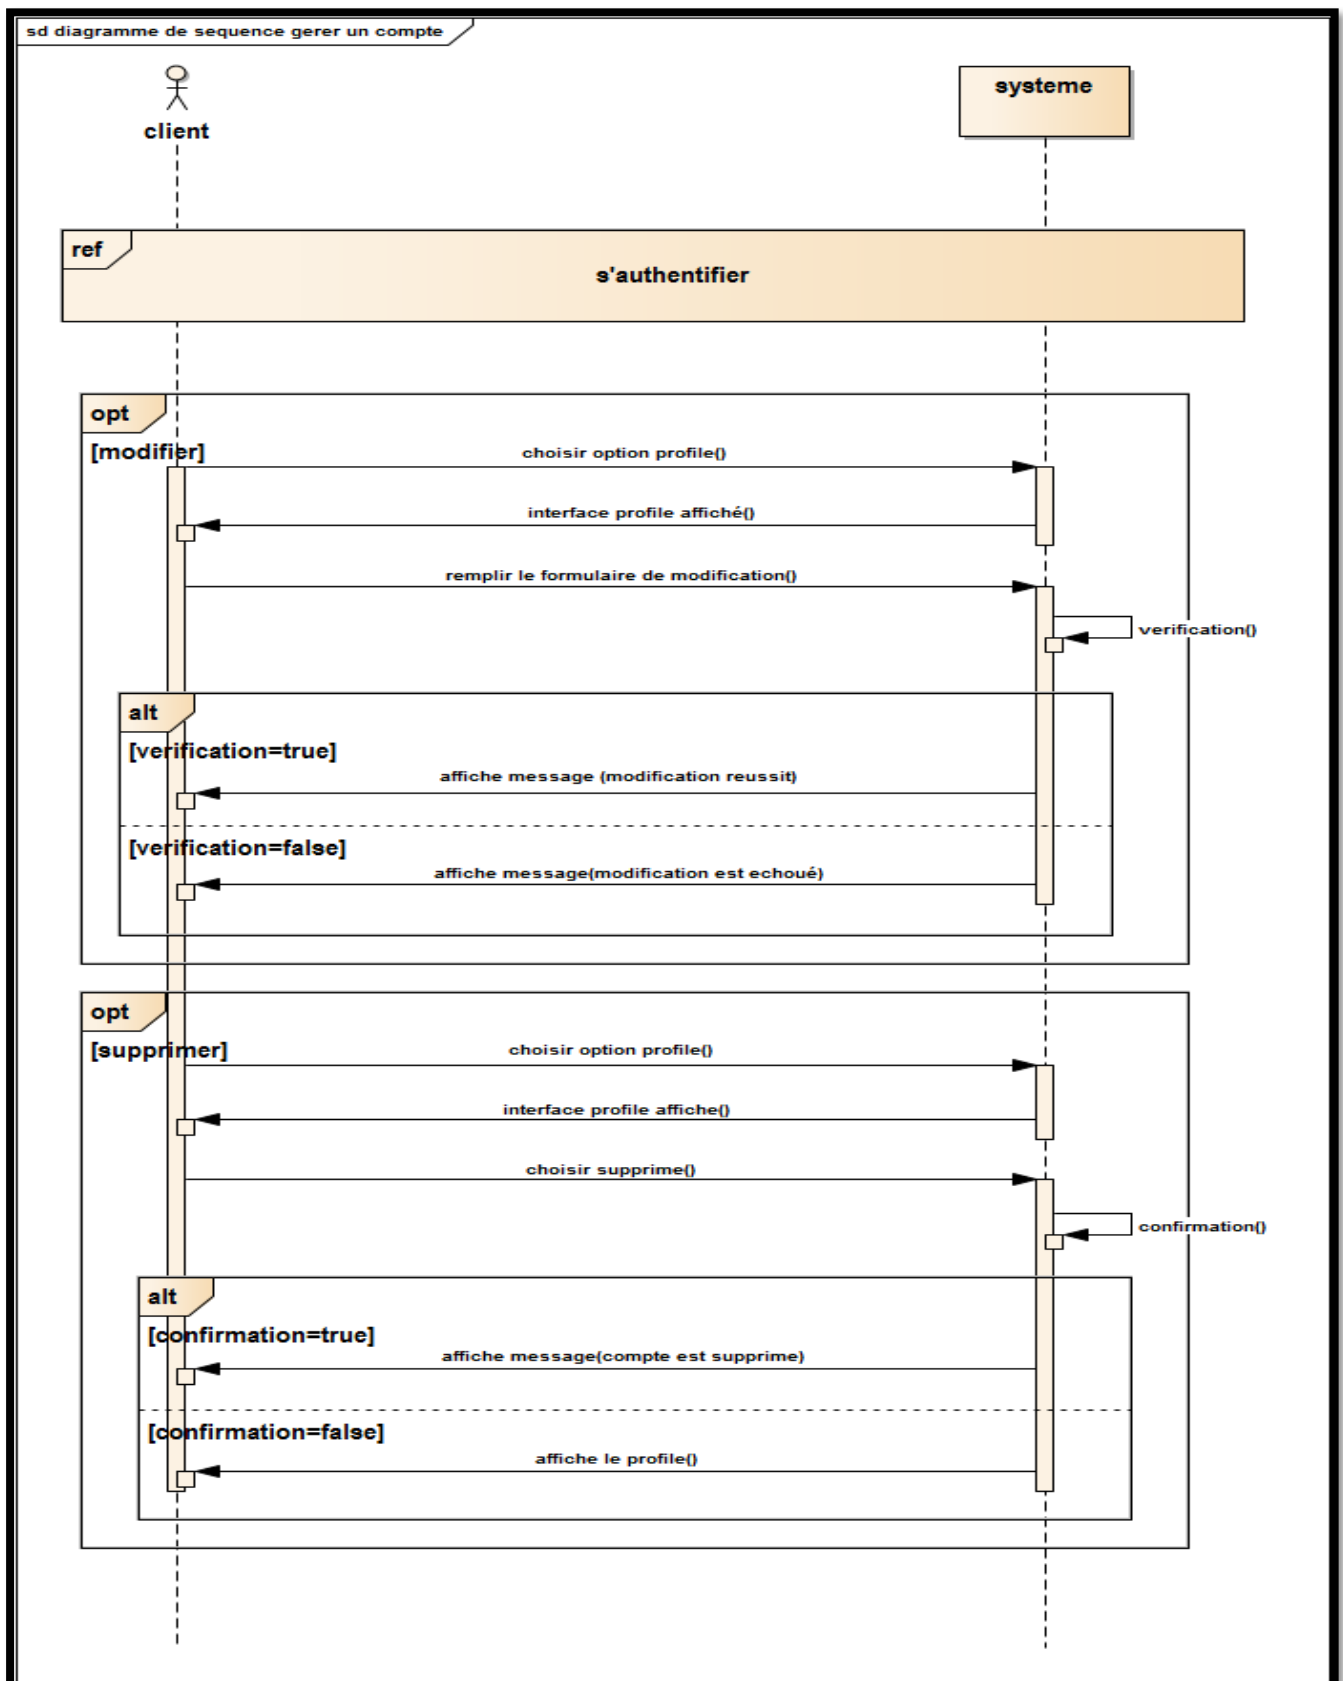 sd diagramme de sequence gerer un compte
client
systeme
ref
s'authentifier
opt
[modifier]
choisir option profile()
interface profile affiché()
remplir le formulaire de modification()
verification()
alt
[verification=true]
affiche message (modification reussit)
[verification=false]
affiche message(modification est echoué)
opt
[supprimer]
choisir option profile()
interface profile affiche()
choisir supprime()
confirmation()
alt
[confirmation=true]
affiche message(compte est supprime)
[confirmation=false]
affiche le profile()